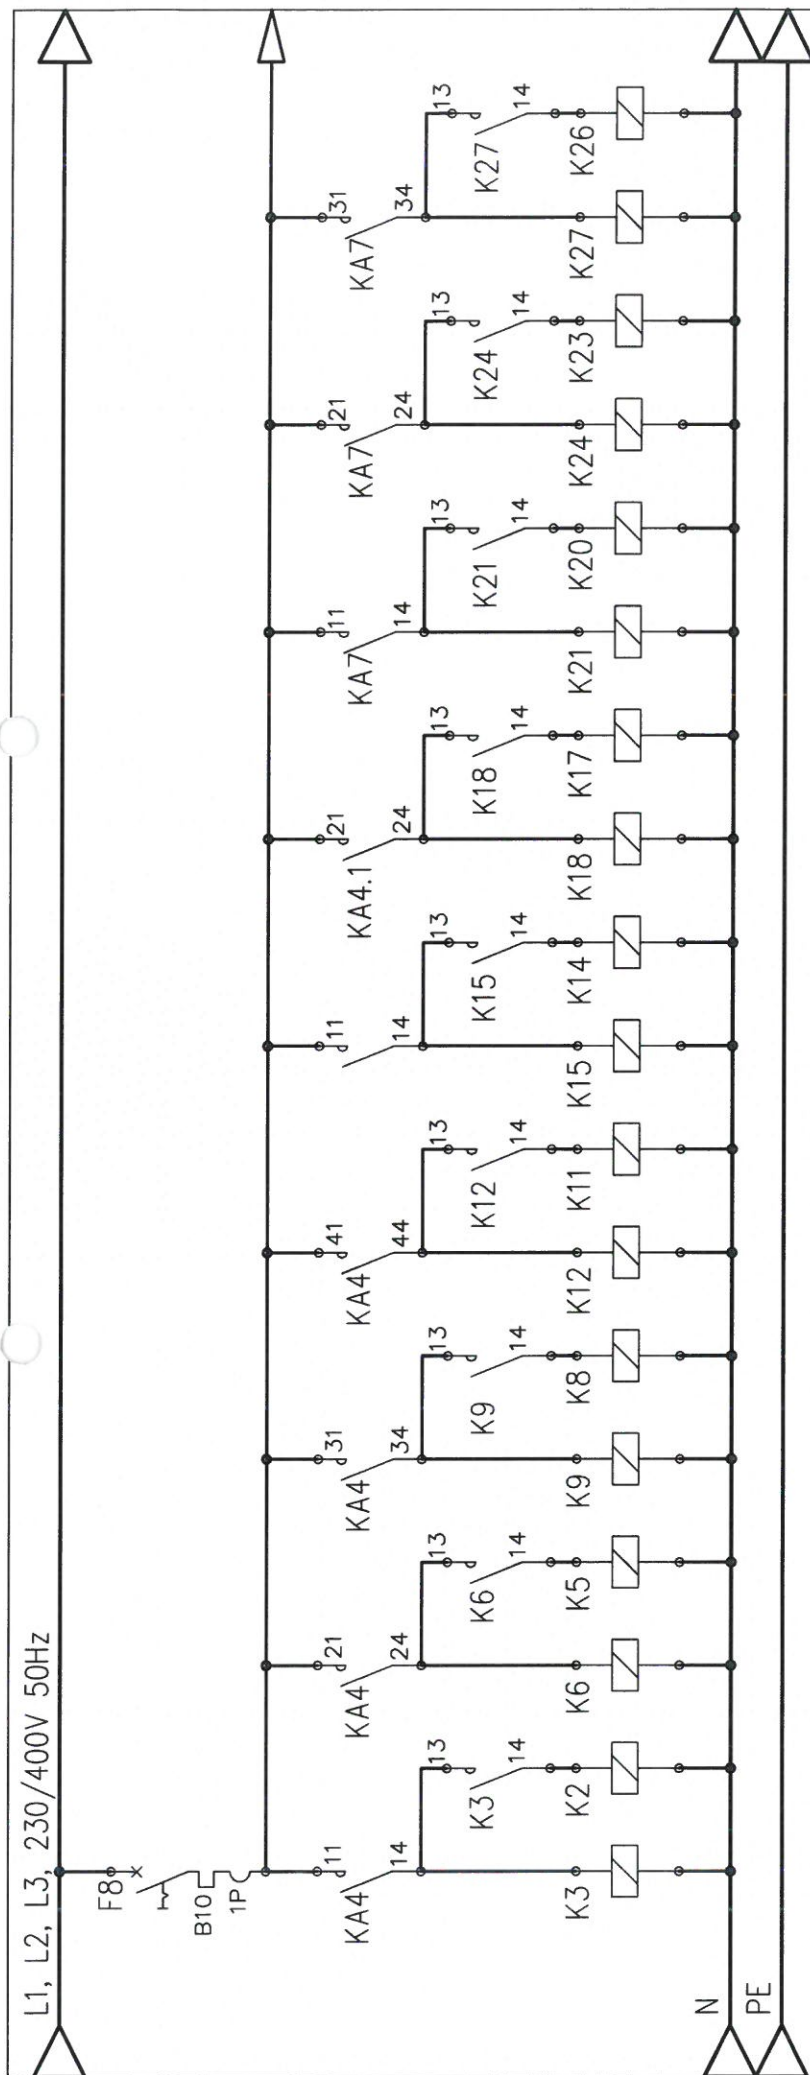 L1, L2, L3, 230/400V 50Hz
F8
B10
1P
KA4
11
14
K3
13
14
K3
K2
KA4
21
24
K6
13
14
K6
K5
KA4
31
34
K9
13
14
K9
K8
KA4
41
44
K12
13
14
K12
K11
11
14
K15
13
14
K15
K14
KA4.1
21
24
K18
13
14
K18
K17
KA7
11
14
K21
13
14
K21
K20
KA7
21
24
K24
13
14
K24
K23
KA7
31
34
K27
13
14
K27
K26
N
PE